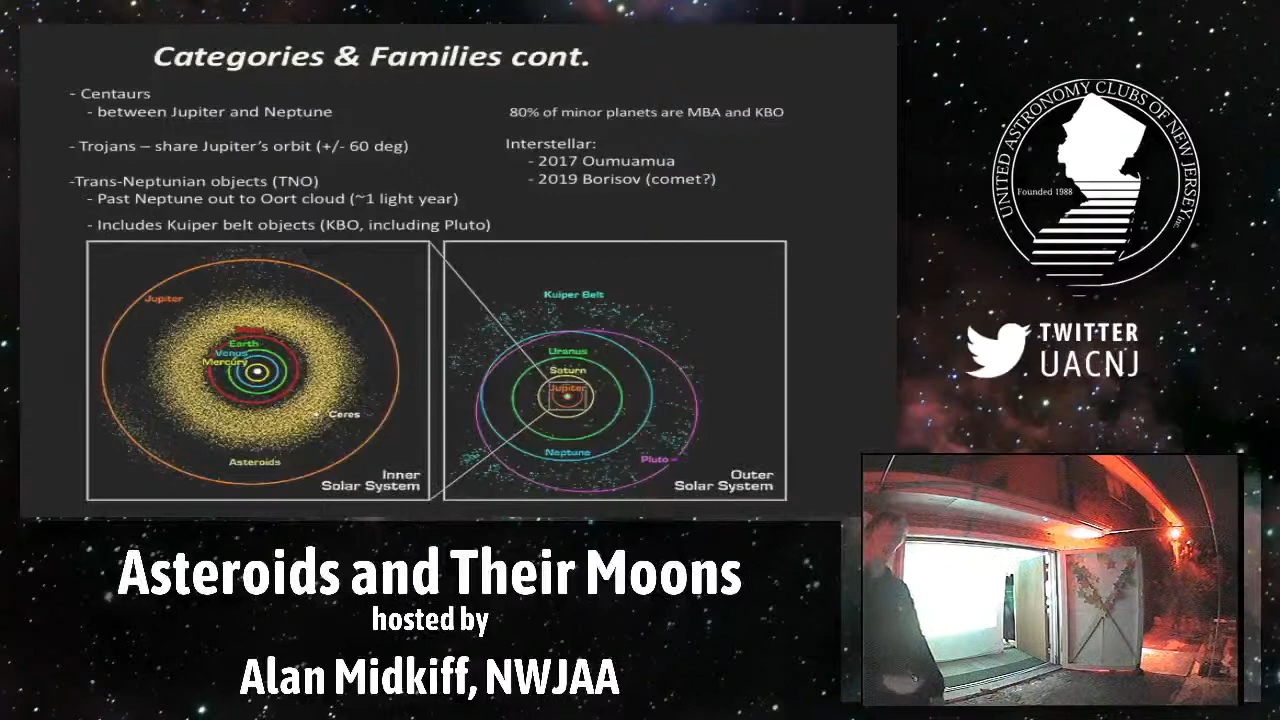 Categories & Families cont.
- Centaurs
- between Jupiter and Neptune
- Trojans – share Jupiter's orbit (+/- 60 deg)
-Trans-Neptunian objects (TNO)
- Past Neptune out to Oort cloud (~1 light year)
- Includes Kuiper belt objects (KBO, including Pluto)
80% of minor planets are MBA and KBO
Interstellar:
- 2017 Oumuamua
- 2019 Borisov (comet?)
Jupiter
Mars
Earth
Venus
Mercury
Ceres
Asteroids
Inner
Solar System
Kuiper Belt
Uranus
Saturn
Jupiter
Neptune
Pluto
Outer
Solar System
UNITED ASTRONOMY CLUBS OF NEW JERSEY Inc.
Founded 1988
TWITTER
UACNJ
Asteroids and Their Moons
hosted by
Alan Midkiff, NWJAA